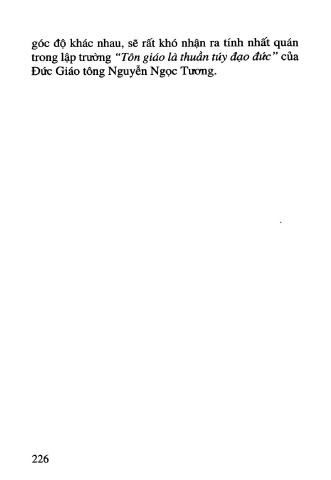 góc độ khác nhau, sẽ rất khó nhận ra tính nhất quán
trong lập trường “Tôn giáo là thuần túy đạo đức” của
Đức Giáo tông Nguyễn Ngọc Tương.
226